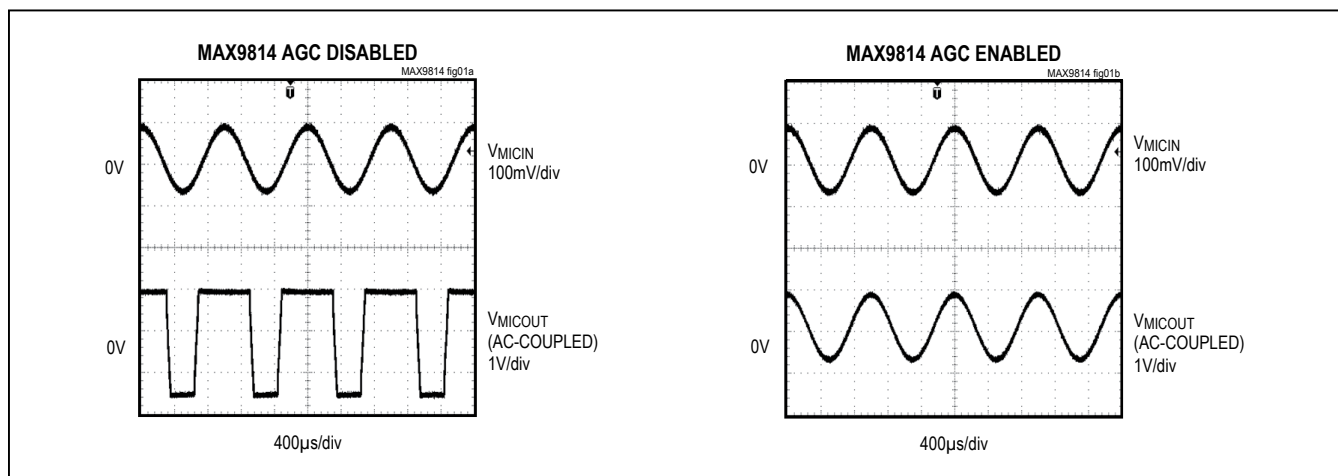 MAX9814 AGC DISABLED
MAX9814 fig01a
T
0V
VMICIN
100mV/div
0V
VMICOUT
(AC-COUPLED)
1V/div
400µs/div
MAX9814 AGC ENABLED
MAX9814 fig01b
T
0V
VMICIN
100mV/div
0V
VMICOUT
(AC-COUPLED)
1V/div
400µs/div